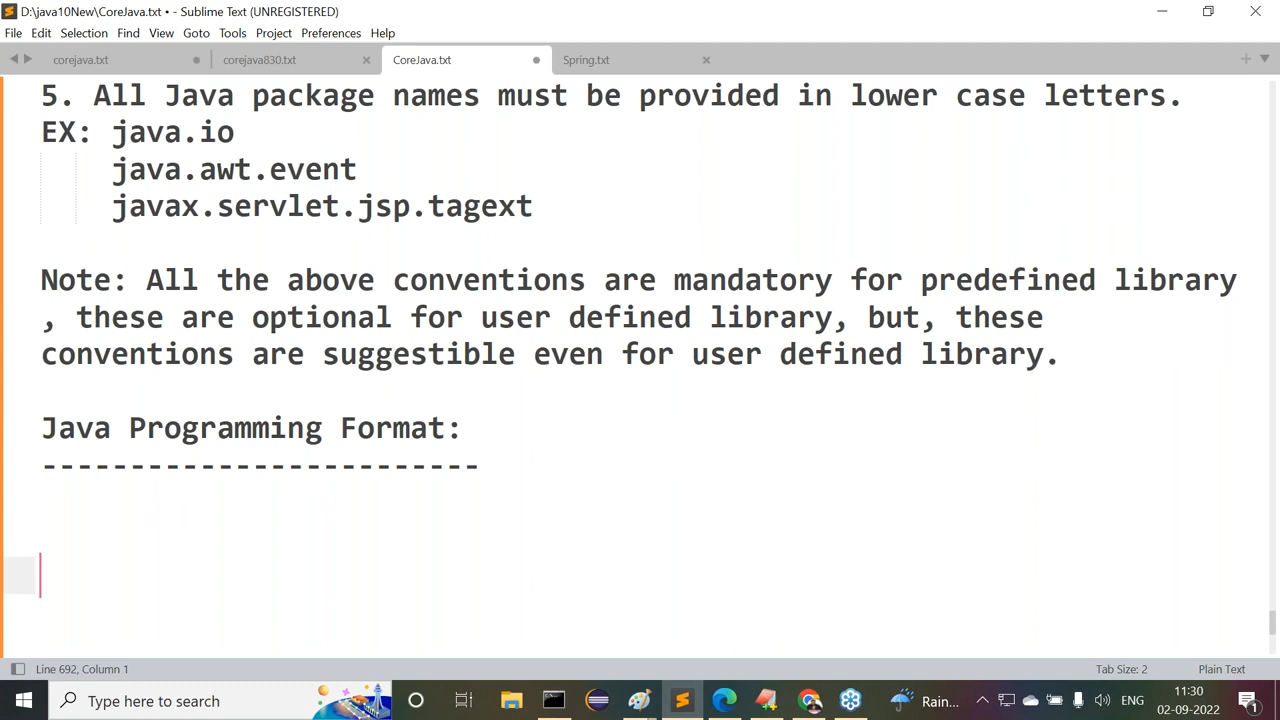 D:\java10New\CoreJava.txt • - Sublime Text (UNREGISTERED)
File Edit Selection Find View Goto Tools Project Preferences Help
corejava.txt corejava830.txt CoreJava.txt Spring.txt
5. All Java package names must be provided in lower case letters.
EX: java.io
java.awt.event
javax.servlet.jsp.tagext
Note: All the above conventions are mandatory for predefined library
, these are optional for user defined library, but, these
conventions are suggestible even for user defined library.
Java Programming Format:
-------------------------
Line 692, Column 1 Tab Size: 2 Plain Text
Type here to search Rain... ENG 11:30
02-09-2022 1